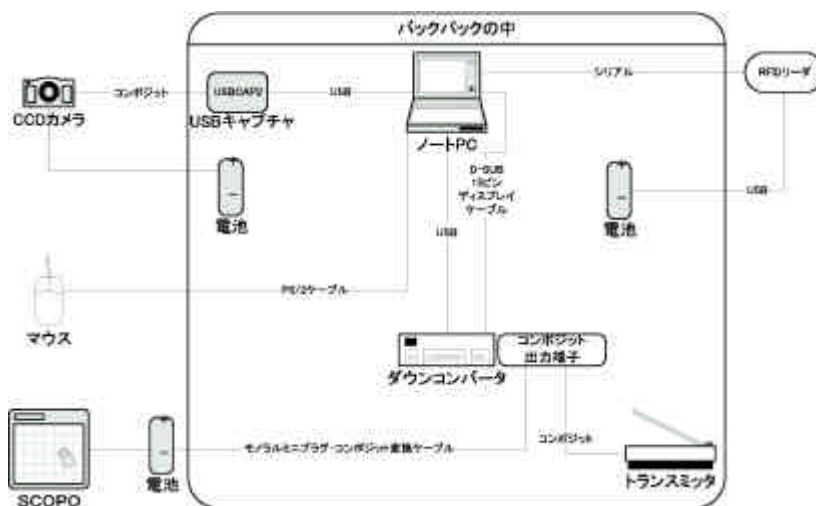 バックパックの中
コンポジット
USBCAP2
USB
シリアル
RFIDリーダ
CCDカメラ
USBキャプチャ
ノートPC
D-SUB
15ピン
ディスプレイ
ケーブル
USB
USB
電池
電池
PS/2ケーブル
マウス
コンポジット
出力端子
ダウンコンバータ
モノラルミニプラグ・コンポジット変換ケーブル
コンポジット
電池
トランスミッタ
SCOPO